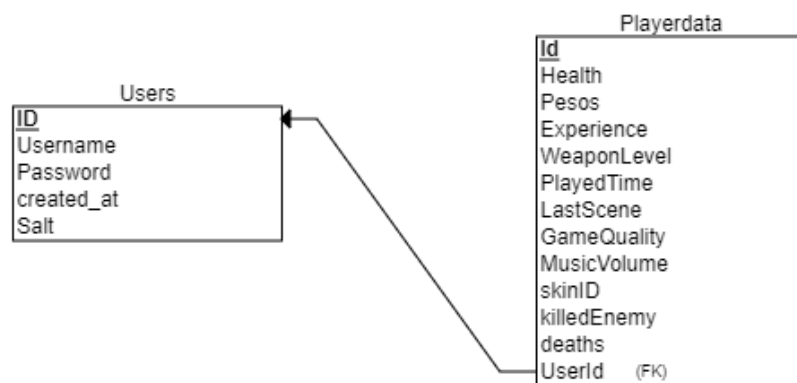 Users
ID
Username
Password
created_at
Salt
Playerdata
Id
Health
Pesos
Experience
WeaponLevel
PlayedTime
LastScene
GameQuality
MusicVolume
skinID
killedEnemy
deaths
UserId (FK)